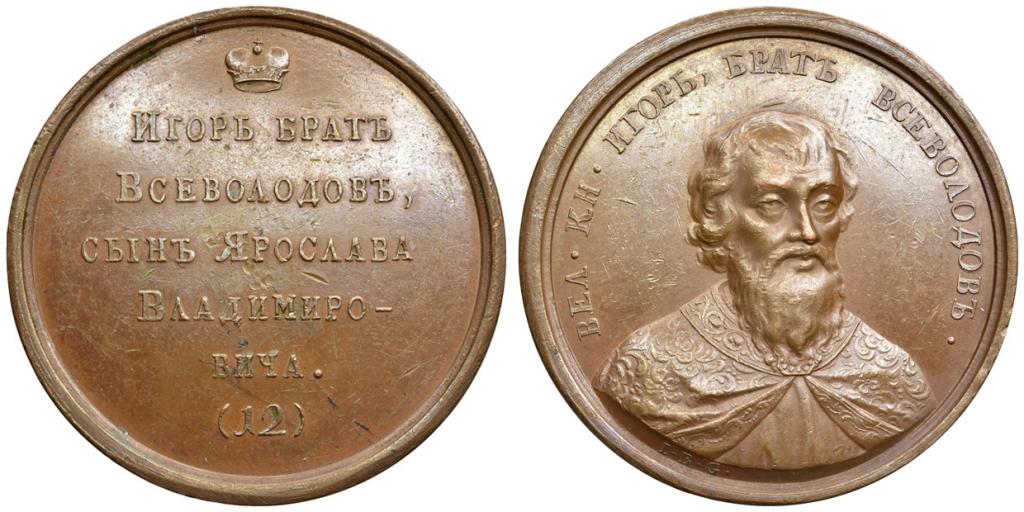 Игорь братъ
Всеволодовъ,
сынъ Ярослава
Владимиро-
вича.
(12)
ВЕЛ · КН · ИГОРЬ, БРАТЪ ВСЕВОЛОДОВЪ ·
I. B. G.